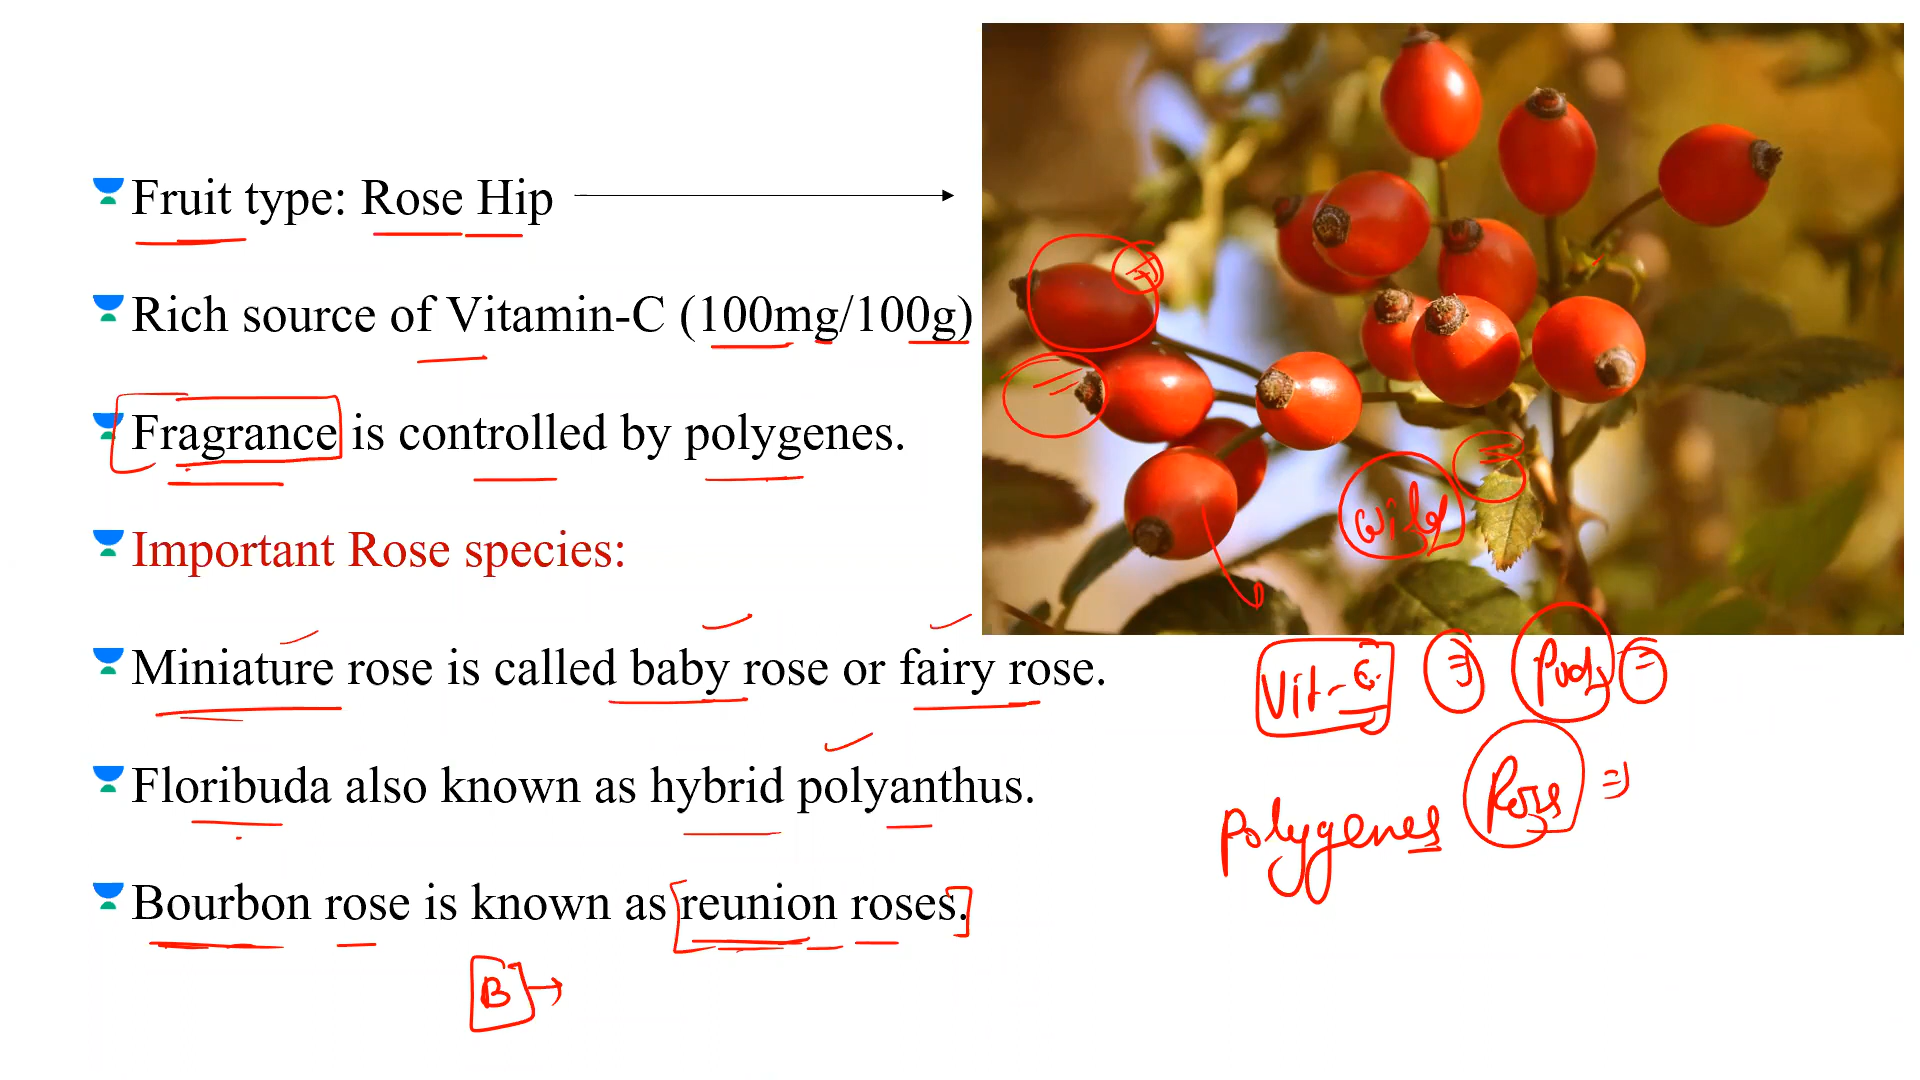 Fruit type: Rose Hip
Rich source of Vitamin-C (100mg/100g)
Fragrance is controlled by polygenes.
Important Rose species:
Miniature rose is called baby rose or fairy rose.
Floribuda also known as hybrid polyanthus.
Bourbon rose is known as reunion roses.
B
Wild
Vit-C
Polygenes